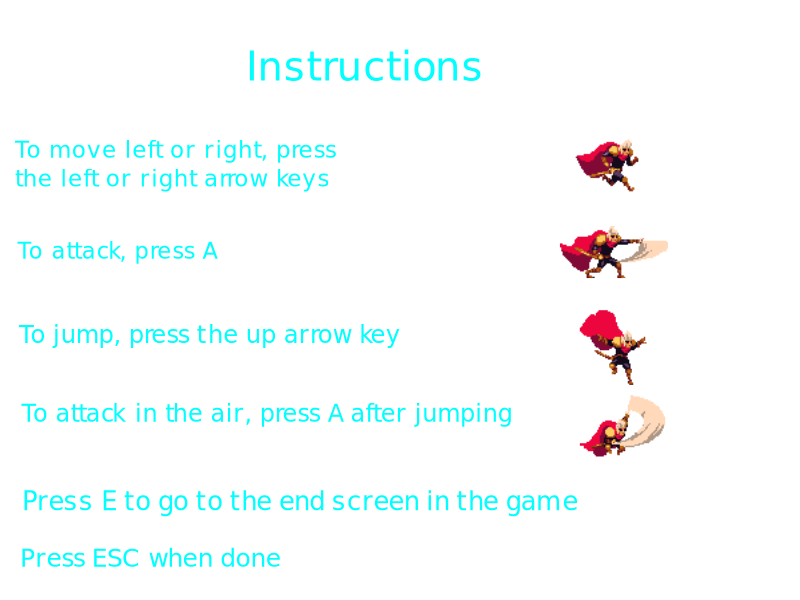 Instructions
To move left or right, press
the left or right arrow keys
To attack, press A
To jump, press the up arrow key
To attack in the air, press A after jumping
Press E to go to the end screen in the game
Press ESC when done